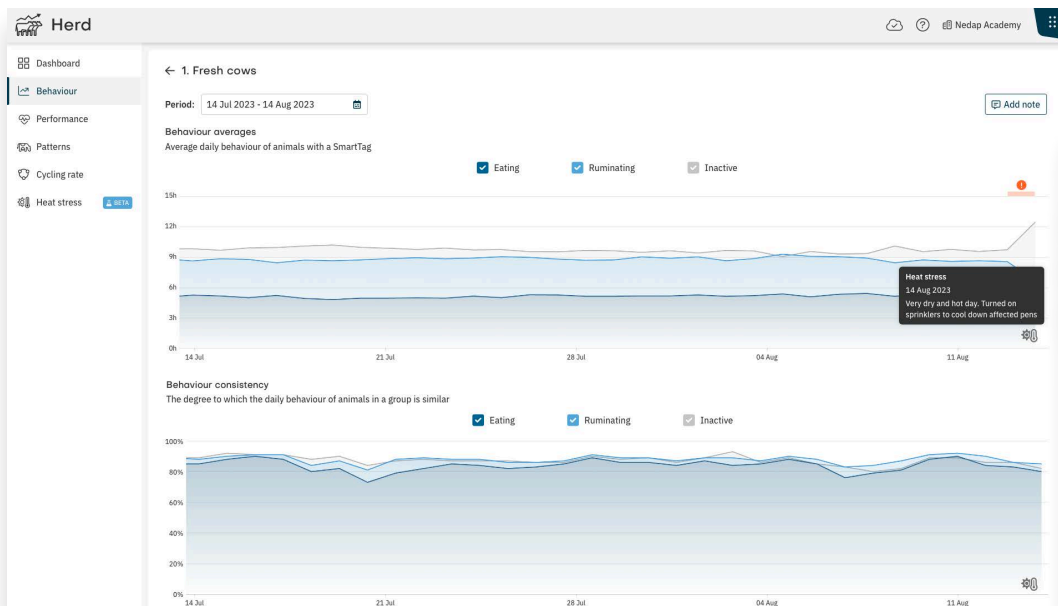 Herd
Nedap Academy
Dashboard
Behaviour
Performance
Patterns
Cycling rate
Heat stress BETA
← 1. Fresh cows
Period: 14 Jul 2023 - 14 Aug 2023
Add note
Behaviour averages
Average daily behaviour of animals with a SmartTag
Eating Ruminating Inactive
15h
12h
9h
6h
3h
0h
14 Jul 21 Jul 28 Jul 04 Aug 11 Aug
Heat stress
14 Aug 2023
Very dry and hot day. Turned on
sprinklers to cool down affected pens
Behaviour consistency
The degree to which the daily behaviour of animals in a group is similar
Eating Ruminating Inactive
100%
80%
60%
40%
20%
0%
14 Jul 21 Jul 28 Jul 04 Aug 11 Aug